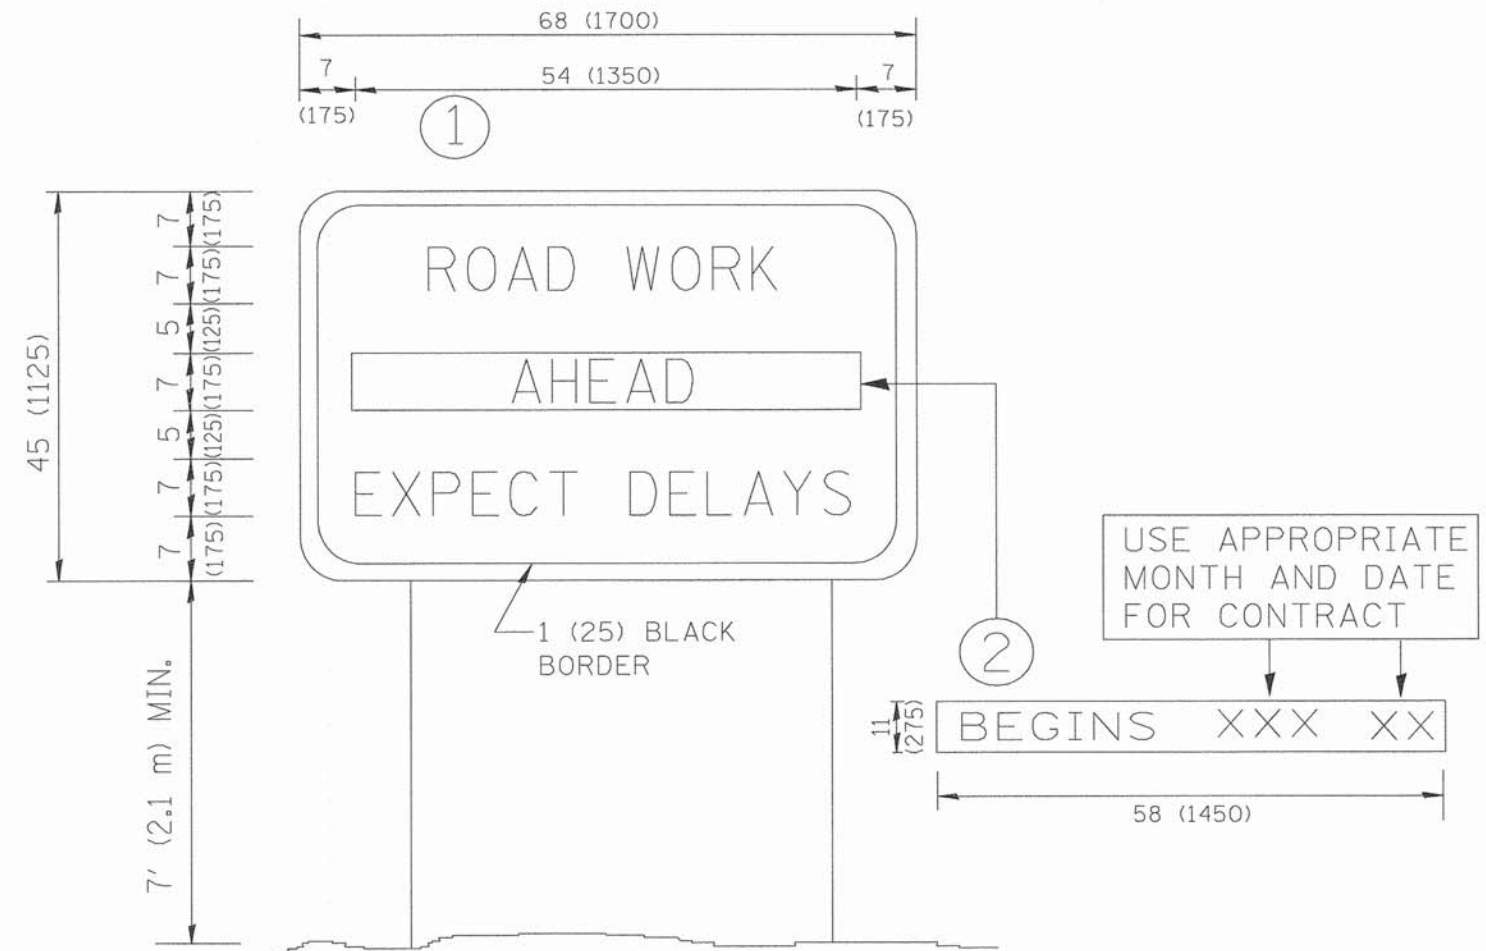 68 (1700)
7
54 (1350)
7
(175)
(175)
1
45 (1125)
7
(175)
7
(175)
5
(125)
7
(175)
5
(125)
7
(175)
7
(175)
ROAD WORK
AHEAD
EXPECT DELAYS
1 (25) BLACK
BORDER
7' (2.1 m) MIN.
2
USE APPROPRIATE
MONTH AND DATE
FOR CONTRACT
11
(275)
BEGINS XXX XX
58 (1450)